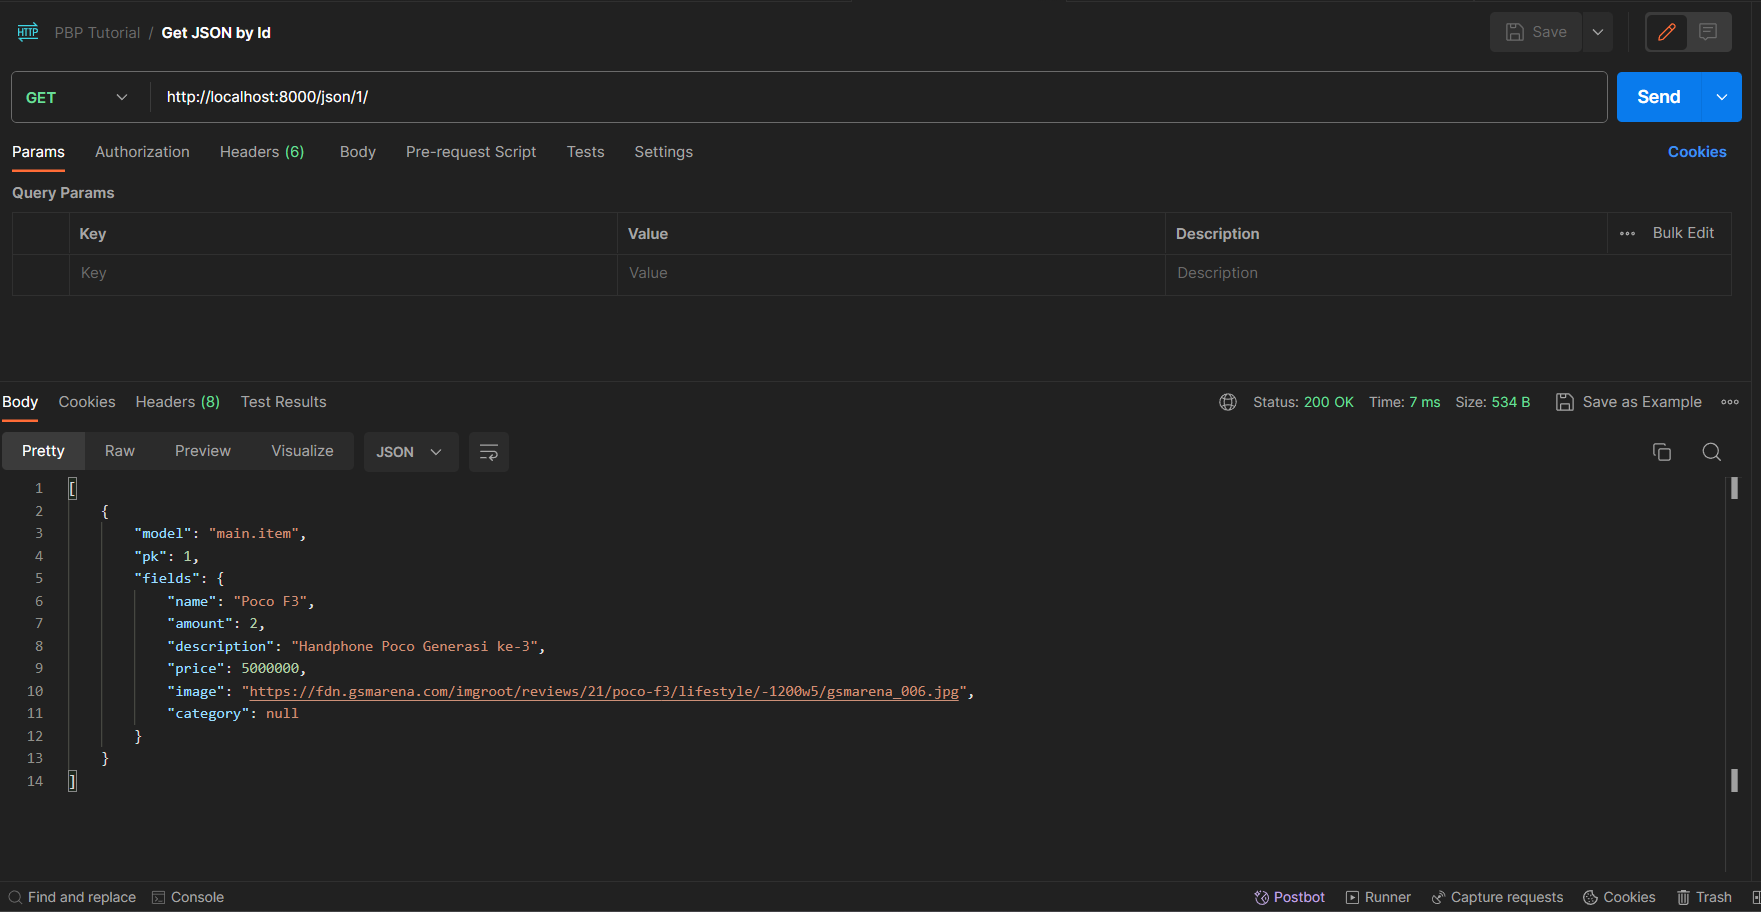 HTTP PBP Tutorial / Get JSON by Id Save
GET http://localhost:8000/json/1/ Send
Params Authorization Headers (6) Body Pre-request Script Tests Settings Cookies
Query Params
Key Value Description Bulk Edit
Key Value Description
Body Cookies Headers (8) Test Results Status: 200 OK Time: 7 ms Size: 534 B Save as Example
Pretty Raw Preview Visualize JSON
1 [
2 {
3 "model": "main.item",
4 "pk": 1,
5 "fields": {
6 "name": "Poco F3",
7 "amount": 2,
8 "description": "Handphone Poco Generasi ke-3",
9 "price": 5000000,
10 "image": "https://fdn.gsmarena.com/imgroot/reviews/21/poco-f3/lifestyle/-1200w5/gsmarena_006.jpg",
11 "category": null
12 }
13 }
14 ]
Find and replace Console Postbot Runner Capture requests Cookies Trash